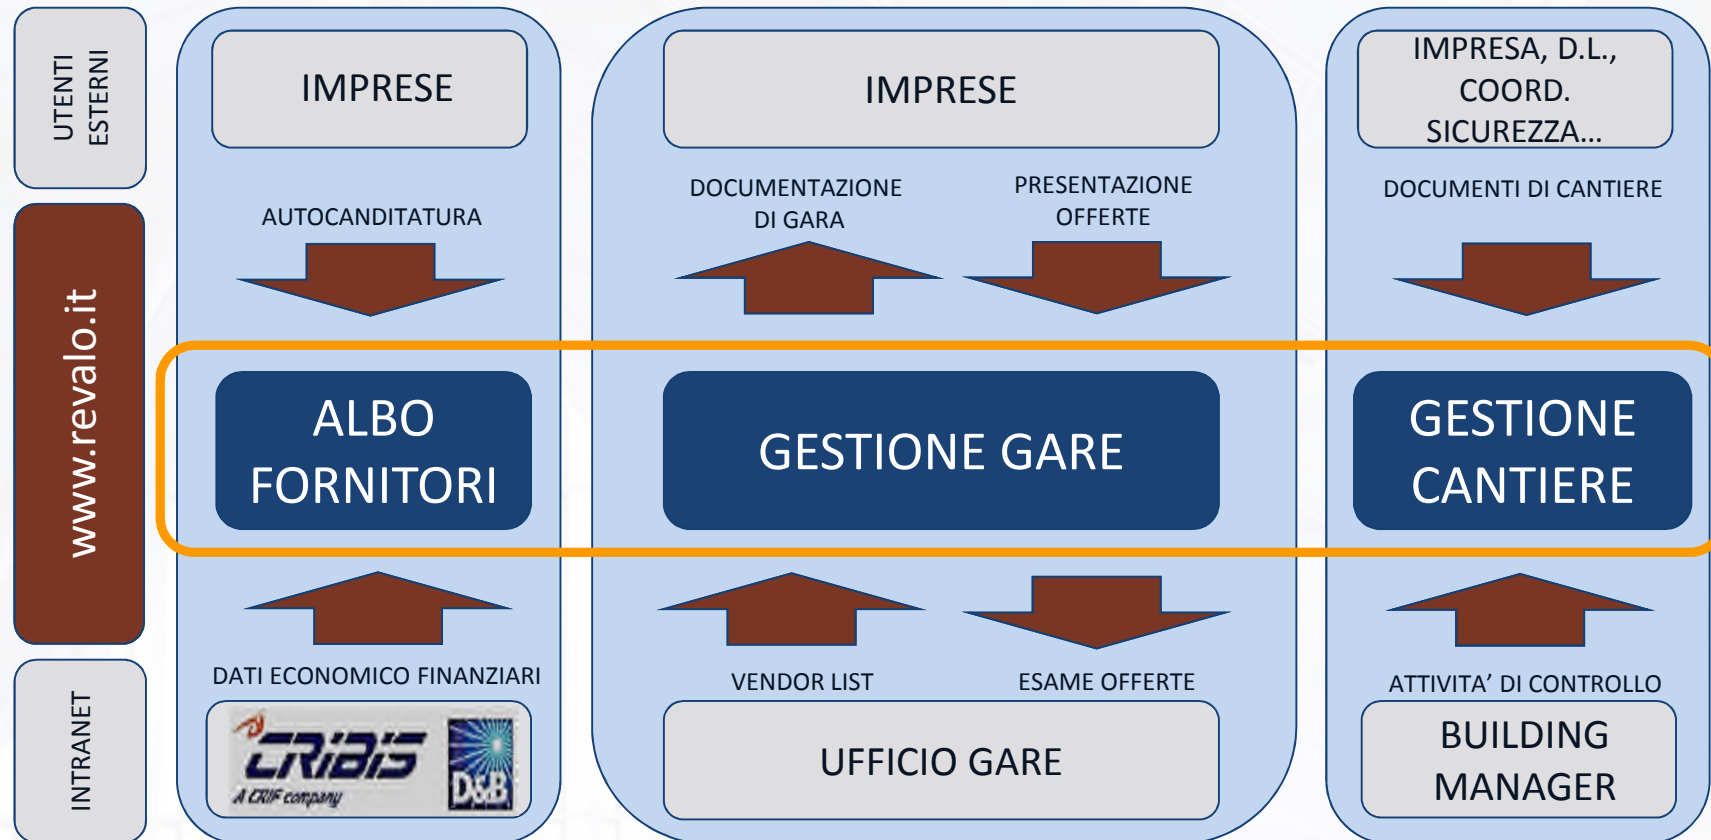 UTENTI
ESTERNI
IMPRESE
IMPRESE
IMPRESA, D.L.,
COORD.
SICUREZZA…
www.revalo.it
AUTOCANDITATURA
DOCUMENTAZIONE
DI GARA
PRESENTAZIONE
OFFERTE
DOCUMENTI DI CANTIERE
ALBO
FORNITORI
GESTIONE GARE
GESTIONE
CANTIERE
INTRANET
DATI ECONOMICO FINANZIARI
VENDOR LIST
ESAME OFFERTE
ATTIVITA’ DI CONTROLLO
CRiBiS
A CRIF company
D&B
UFFICIO GARE
BUILDING
MANAGER